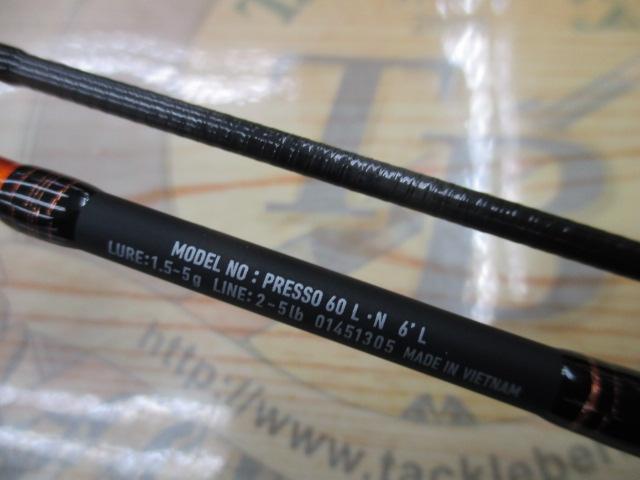 TB
MODEL NO : PRESSO 60 L・N 6' L
LURE:1.5-5g LINE: 2-5lb 01451305 MADE IN VIETNAM
http://www.tackleber